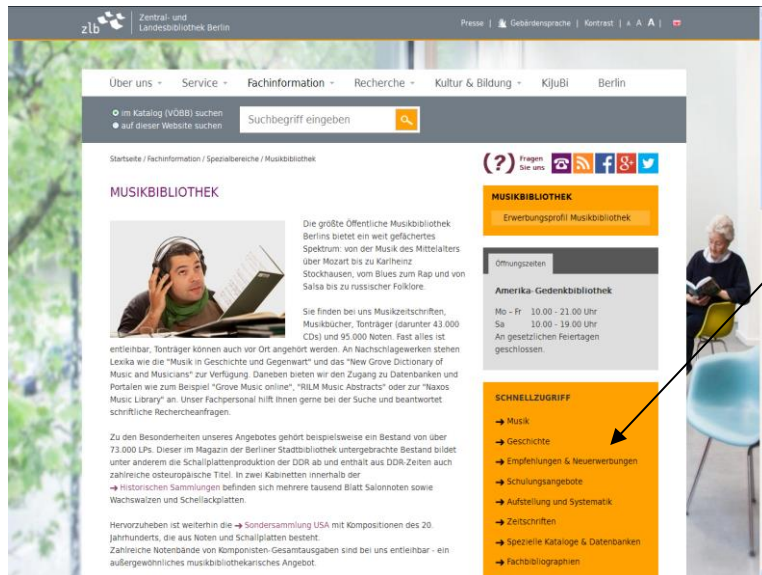 zlb
Zentral- und
Landesbibliothek Berlin
Presse | Gebärdensprache | Kontrast | A A A |
Über uns
Service
Fachinformation
Recherche
Kultur & Bildung
KiJuBi
Berlin
im Katalog (VÖBB) suchen
auf dieser Website suchen
Suchbegriff eingeben
Startseite / Fachinformation / Spezialbereiche / Musikbibliothek
(?) Fragen
Sie uns
f g+
MUSIKBIBLIOTHEK
Die größte Öffentliche Musikbibliothek
Berlins bietet ein weit gefächertes
Spektrum: von der Musik des Mittelalters
über Mozart bis zu Karlheinz
Stockhausen, vom Blues zum Rap und von
Salsa bis zu russischer Folklore.
Sie finden bei uns Musikzeitschriften,
Musikbücher, Tonträger (darunter 43.000
CDs) und 95.000 Noten. Fast alles ist
entleihbar, Tonträger können auch vor Ort angehört werden. An Nachschlagewerken stehen
Lexika wie die "Musik in Geschichte und Gegenwart" und das "New Grove Dictionary of
Music and Musicians" zur Verfügung. Daneben bieten wir den Zugang zu Datenbanken und
Portalen wie zum Beispiel "Grove Music online", "RILM Music Abstracts" oder zur "Naxos
Music Library" an. Unser Fachpersonal hilft Ihnen gerne bei der Suche und beantwortet
schriftliche Rechercheanfragen.
Zu den Besonderheiten unseres Angebotes gehört beispielsweise ein Bestand von über
73.000 LPs. Dieser im Magazin der Berliner Stadtbibliothek untergebrachte Bestand bildet
unter anderem die Schallplattenproduktion der DDR ab und enthält aus DDR-Zeiten auch
zahlreiche osteuropäische Titel. In zwei Kabinetten innerhalb der
→ Historischen Sammlungen befinden sich mehrere tausend Blatt Salonnoten sowie
Wachswalzen und Schellackplatten.
Hervorzuheben ist weiterhin die → Sondersammlung USA mit Kompositionen des 20.
Jahrhunderts, die aus Noten und Schallplatten besteht.
Zahlreiche Notenbände von Komponisten-Gesamtausgaben sind bei uns entleihbar - ein
außergewöhnliches musikbibliothekarisches Angebot.
MUSIKBIBLIOTHEK
Erwerbungsprofil Musikbibliothek
Öffnungszeiten
Amerika-Gedenkbibliothek
Mo – Fr 10.00 - 21.00 Uhr
Sa 10.00 - 19.00 Uhr
An gesetzlichen Feiertagen
geschlossen.
SCHNELLZUGRIFF
→ Musik
→ Geschichte
→ Empfehlungen & Neuerwerbungen
→ Schulungsangebote
→ Aufstellung und Systematik
→ Zeitschriften
→ Spezielle Kataloge & Datenbanken
→ Fachbibliographien